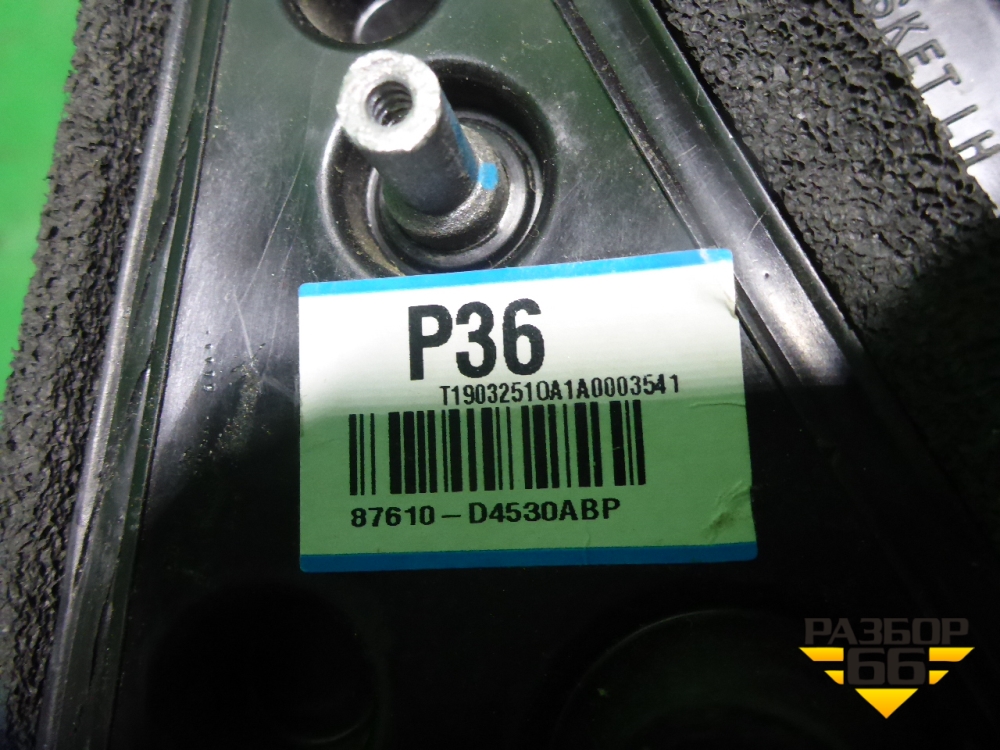 SKET LH
P36
T19032510A1A0003541
87610-D4530ABP
РАЗБОР
66